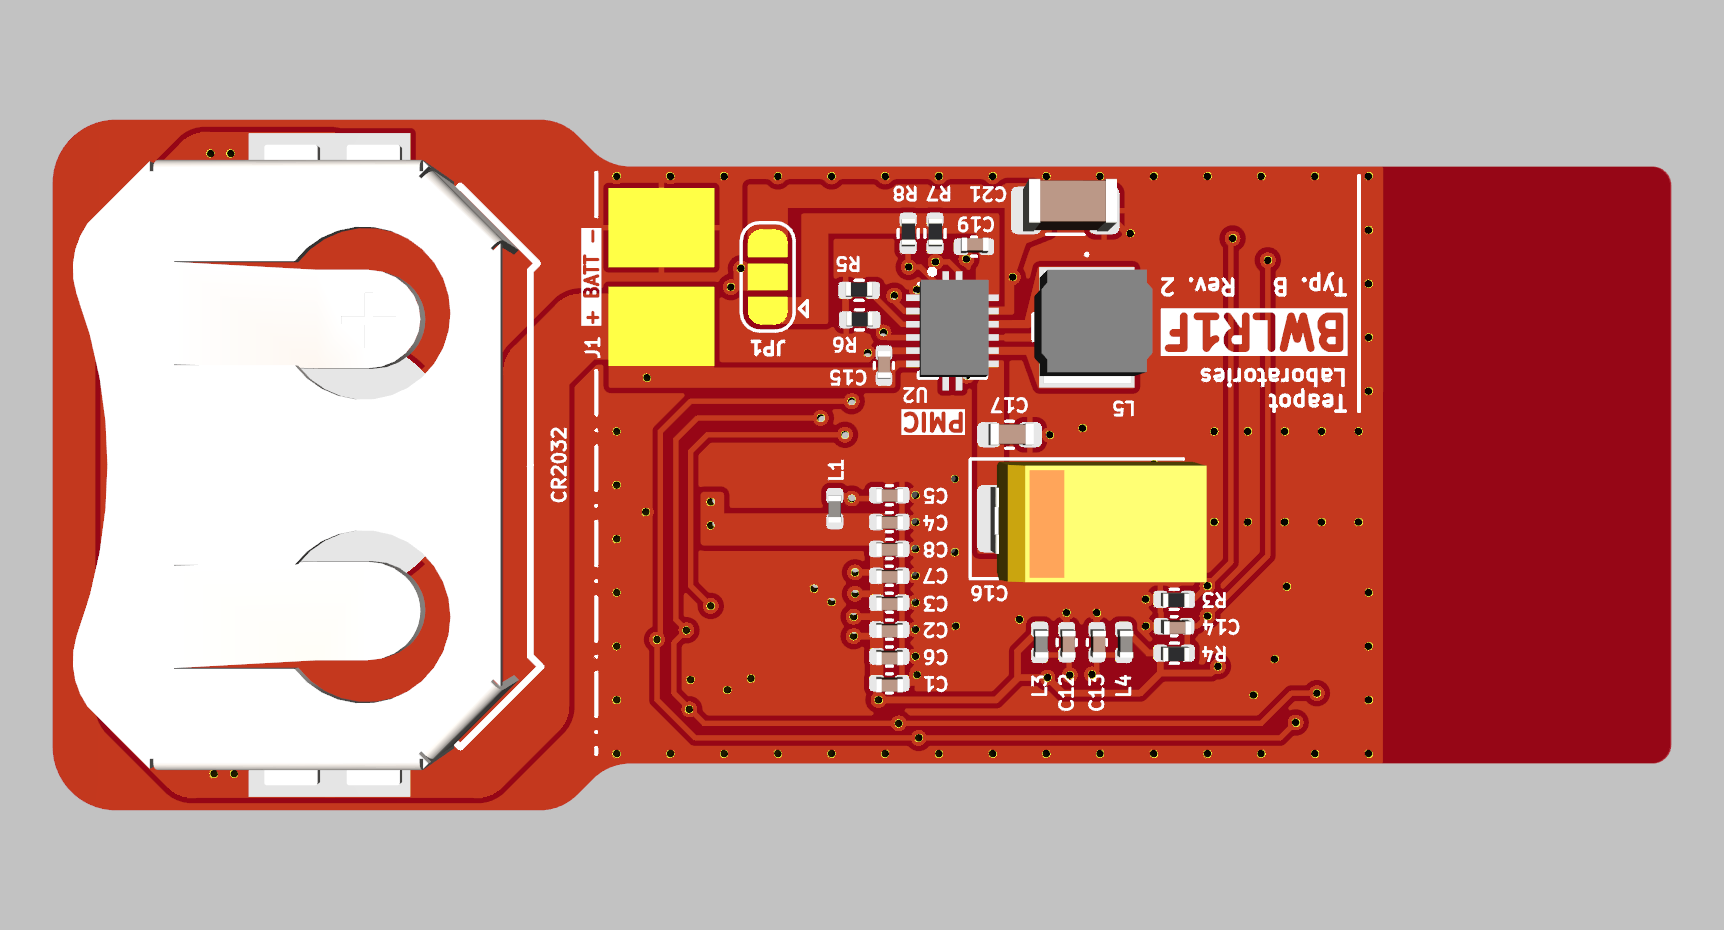 R8 R7 C21
C19
R5
R6
C15
JP1
J1 + BATT -
U2
PMIC
C17
L5
Typ. B Rev. 2
BWLR1F
Teapot
Laboratories
CR2032
L1
C5
C4
C8
C7
C3
C2
C6
C1
C16
R3
C14
R4
L3
C12
C13
L4